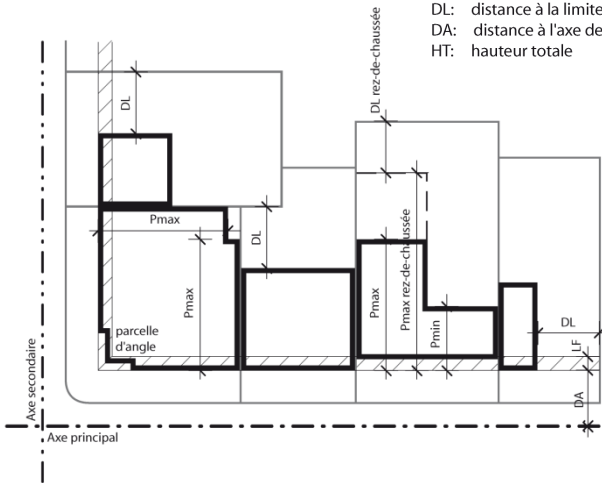 DL: distance à la limite
DA: distance à l'axe de
HT: hauteur totale
DL rez-de-chaussée
DL
Pmax
DL
Pmax
Pmax
Pmax rez-de-chaussée
Pmin
DL
LF
DA
parcelle
d'angle
Axe secondaire
Axe principal